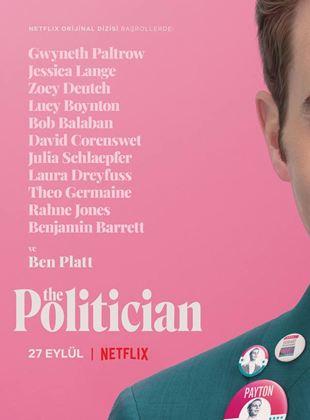 NETFLIX ORİJİNAL DİZİSİ BAŞROLLERDE:
Gwyneth Paltrow
Jessica Lange
Zoey Deutch
Lucy Boynton
Bob Balaban
David Corenswet
Julia Schlaepfer
Laura Dreyfuss
Theo Germaine
Rahne Jones
Benjamin Barrett
ve
Ben Platt
the
Politician
27 EYLÜL | NETFLIX
PAYTON